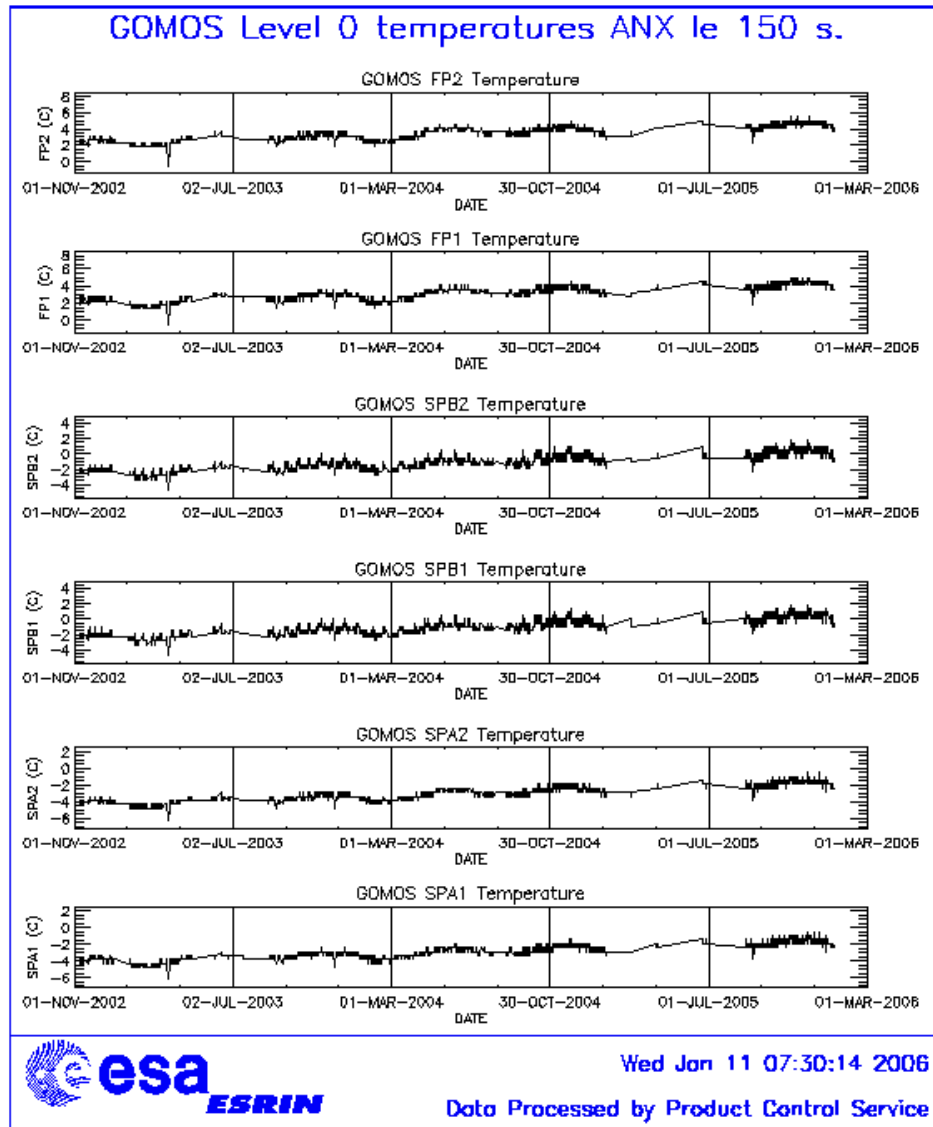 GOMOS Level 0 temperatures ANX le 150 s.
GOMOS FP2 Temperature
FP2 (C)
8
6
4
2
0
01-NOV-2002 02-JUL-2003 01-MAR-2004 30-OCT-2004 01-JUL-2005 01-MAR-2006
DATE
GOMOS FP1 Temperature
FP1 (C)
8
6
4
2
0
01-NOV-2002 02-JUL-2003 01-MAR-2004 30-OCT-2004 01-JUL-2005 01-MAR-2006
DATE
GOMOS SPB2 Temperature
SPB2 (C)
4
2
0
-2
-4
01-NOV-2002 02-JUL-2003 01-MAR-2004 30-OCT-2004 01-JUL-2005 01-MAR-2006
DATE
GOMOS SPB1 Temperature
SPB1 (C)
4
2
0
-2
-4
01-NOV-2002 02-JUL-2003 01-MAR-2004 30-OCT-2004 01-JUL-2005 01-MAR-2006
DATE
GOMOS SPA2 Temperature
SPA2 (C)
2
0
-2
-4
-6
01-NOV-2002 02-JUL-2003 01-MAR-2004 30-OCT-2004 01-JUL-2005 01-MAR-2006
DATE
GOMOS SPA1 Temperature
SPA1 (C)
2
0
-2
-4
-6
01-NOV-2002 02-JUL-2003 01-MAR-2004 30-OCT-2004 01-JUL-2005 01-MAR-2006
DATE
esa
ESRIN
Wed Jan 11 07:30:14 2006
Data Processed by Product Control Service